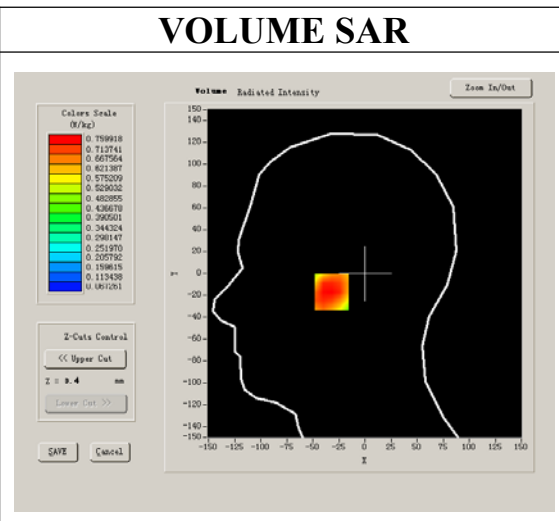 VOLUME SAR
Volume Radiated Intensity
Zoom In/Out
Colors Scale
(W/kg)
0.759918
0.713741
0.667564
0.621387
0.575209
0.529032
0.482855
0.436678
0.390501
0.344324
0.298147
0.251970
0.205792
0.159615
0.113438
0.067261
150
140
120
100
80
60
40
20
0
-20
-40
-60
-80
-100
-120
-140
-150
Y
-150 -125 -100 -75 -50 -25 0 25 50 75 100 125 150
X
Z-Cuts Control
<< Upper Cut
Z = 0.4 mm
Lower Cut >>
SAVE Cancel